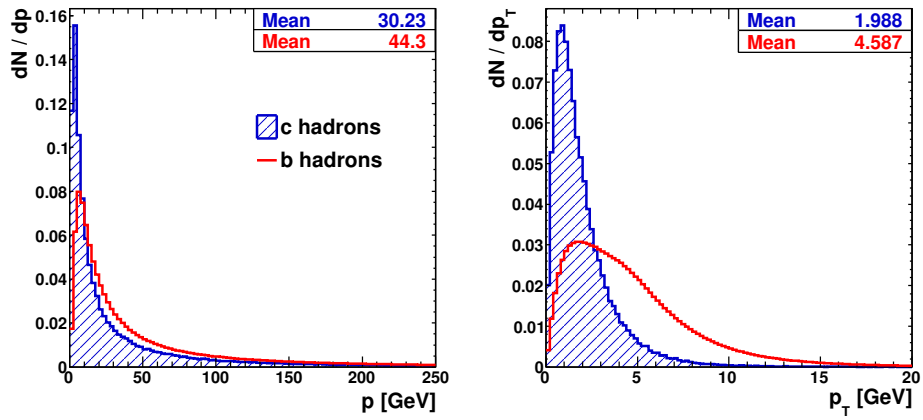 dN / dp
0.16
0.14
0.12
0.1
0.08
0.06
0.04
0.02
0
Mean 30.23
Mean 44.3
c hadrons
b hadrons
0 50 100 150 200 250
p [GeV]
dN / dp_T
0.08
0.07
0.06
0.05
0.04
0.03
0.02
0.01
0
Mean 1.988
Mean 4.587
0 5 10 15 20
p_T [GeV]